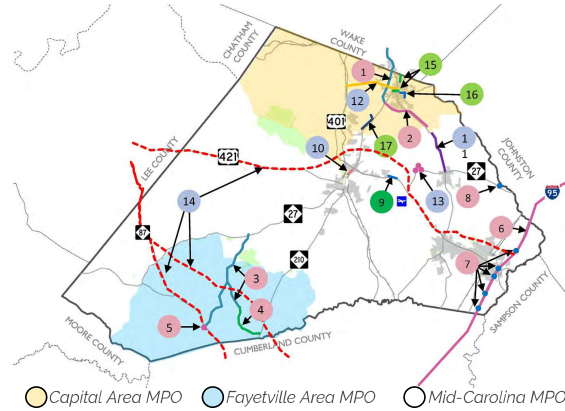 WAKE
COUNTY
CHATHAM
COUNTY
15
1
12
16
401
2
17
1
1
10
JOHNSTON
COUNTY
LEE COUNTY
421
27
95
14
9
13
8
27
6
87
210
7
3
4
5
SAMPSON COUNTY
MOORE COUNTY
CUMBERLAND COUNTY
Capital Area MPO
Fayettville Area MPO
Mid-Carolina MPO